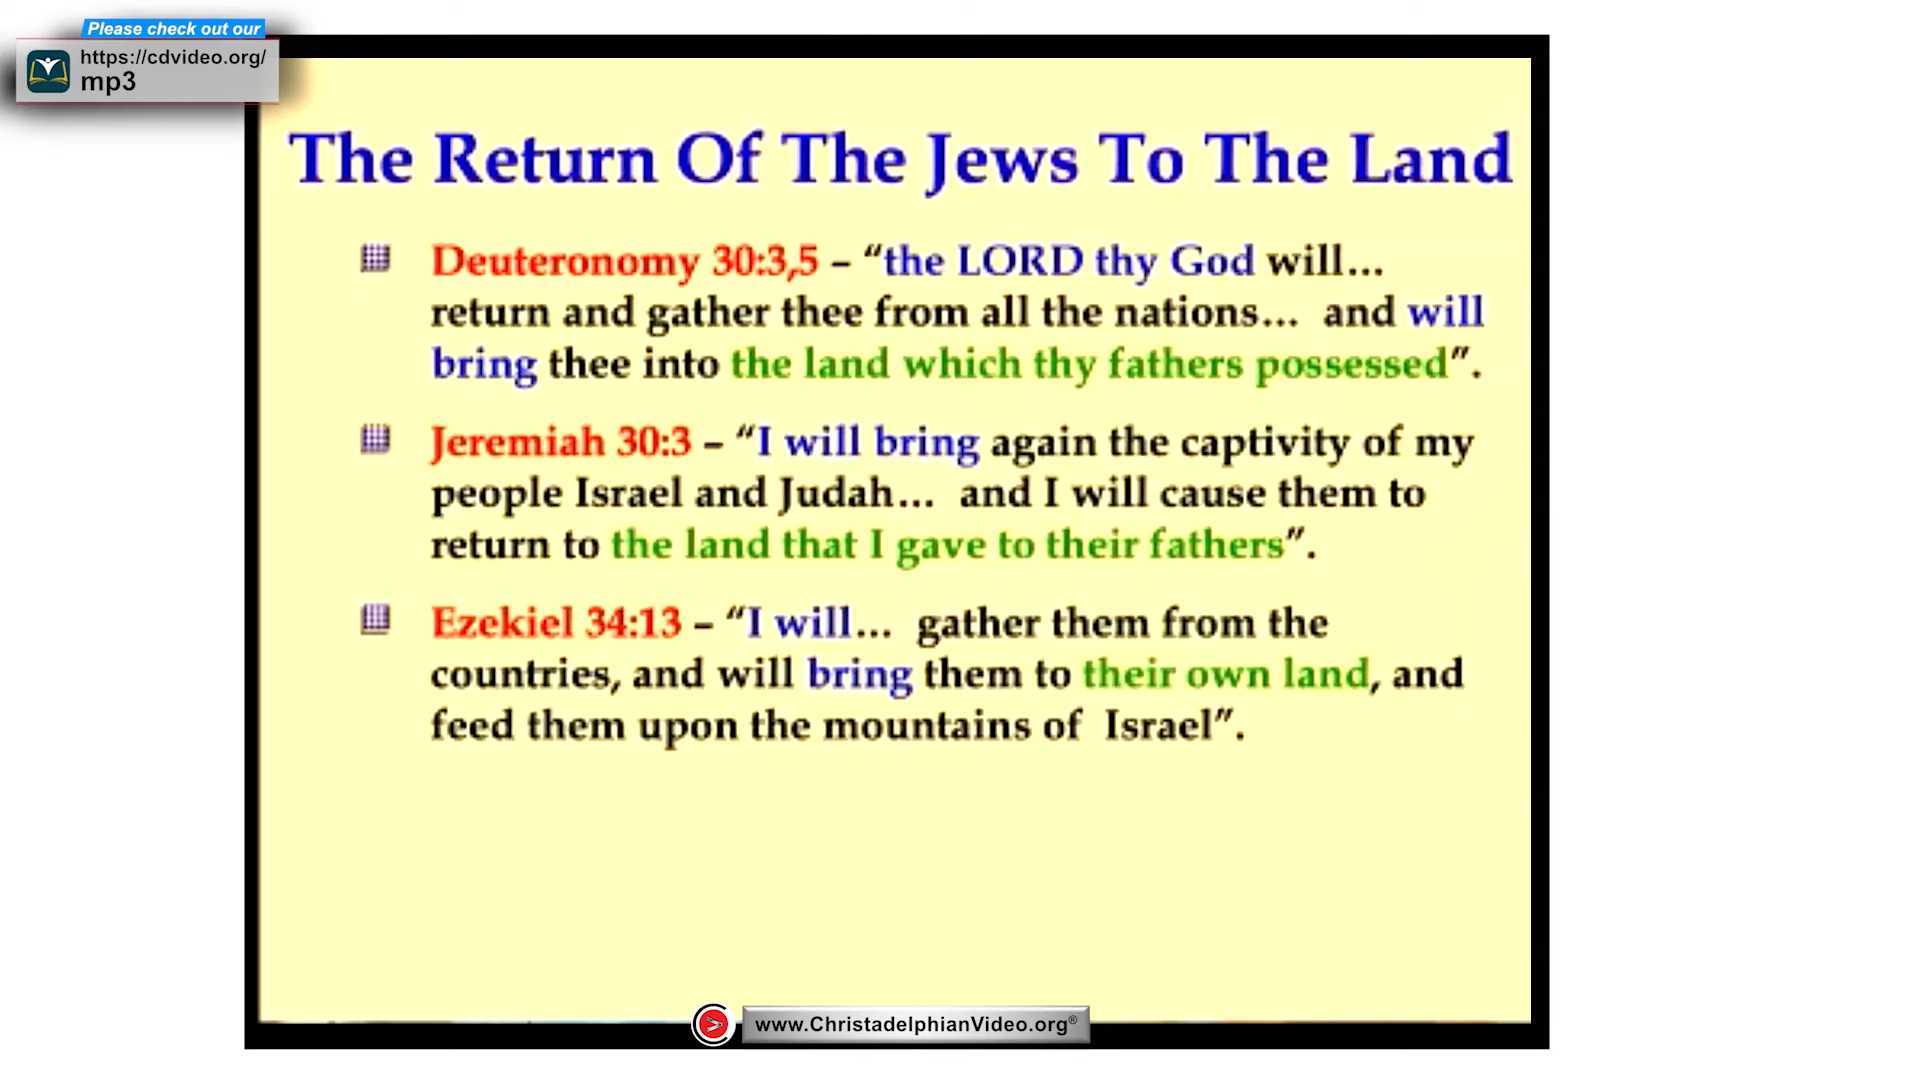 Please check out our
https://cdvideo.org/
mp3
The Return Of The Jews To The Land
Deuteronomy 30:3,5 – “the LORD thy God will…
return and gather thee from all the nations… and will
bring thee into the land which thy fathers possessed”.
Jeremiah 30:3 – “I will bring again the captivity of my
people Israel and Judah… and I will cause them to
return to the land that I gave to their fathers”.
Ezekiel 34:13 – “I will… gather them from the
countries, and will bring them to their own land, and
feed them upon the mountains of Israel”.
www.ChristadelphianVideo.org®